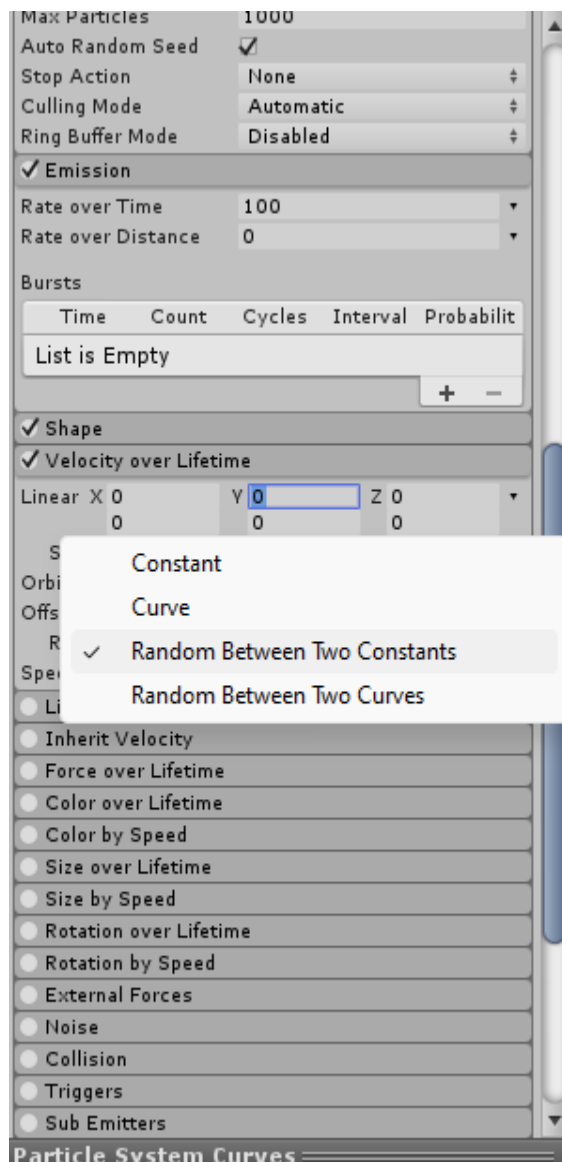 Max Particles 1000
Auto Random Seed
Stop Action None
Culling Mode Automatic
Ring Buffer Mode Disabled
Emission
Rate over Time 100
Rate over Distance 0
Bursts
Time Count Cycles Interval Probabilit
List is Empty
+ −
Shape
Velocity over Lifetime
Linear X 0 Y 0 Z 0
0 0 0
S
Constant
Orbi
Curve
Offs
R
Random Between Two Constants
Spe
Random Between Two Curves
Li
Inherit Velocity
Force over Lifetime
Color over Lifetime
Color by Speed
Size over Lifetime
Size by Speed
Rotation over Lifetime
Rotation by Speed
External Forces
Noise
Collision
Triggers
Sub Emitters
Particle System Curves